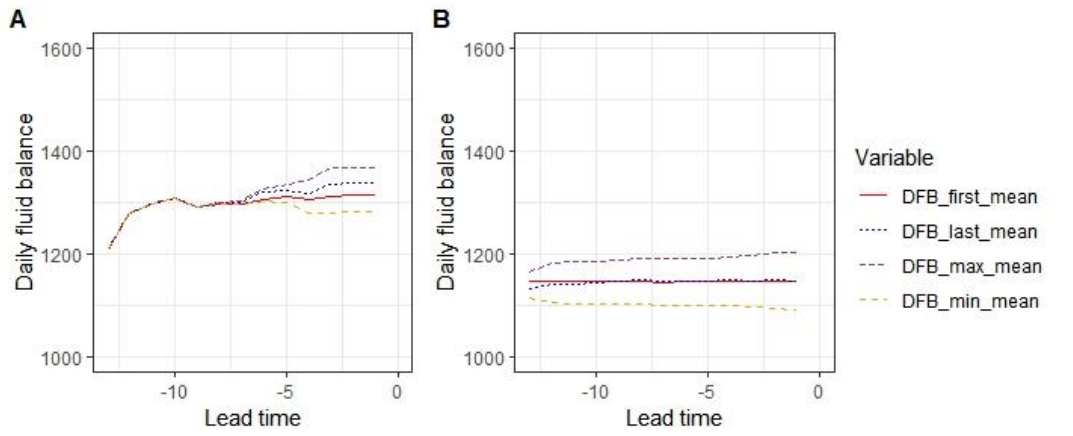 A
B
1600
1400
1200
1000
Daily fluid balance
-10
-5
0
Lead time
1600
1400
1200
1000
Daily fluid balance
-10
-5
0
Lead time
Variable
DFB_first_mean
DFB_last_mean
DFB_max_mean
DFB_min_mean